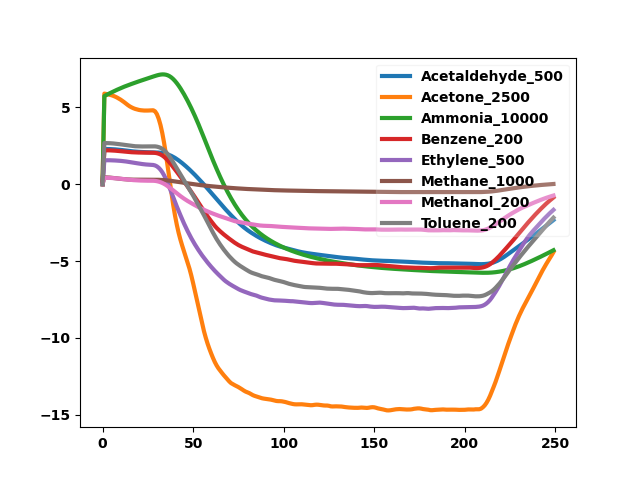 Acetaldehyde_500
Acetone_2500
Ammonia_10000
Benzene_200
Ethylene_500
Methane_1000
Methanol_200
Toluene_200
5
0
−5
−10
−15
0 50 100 150 200 250